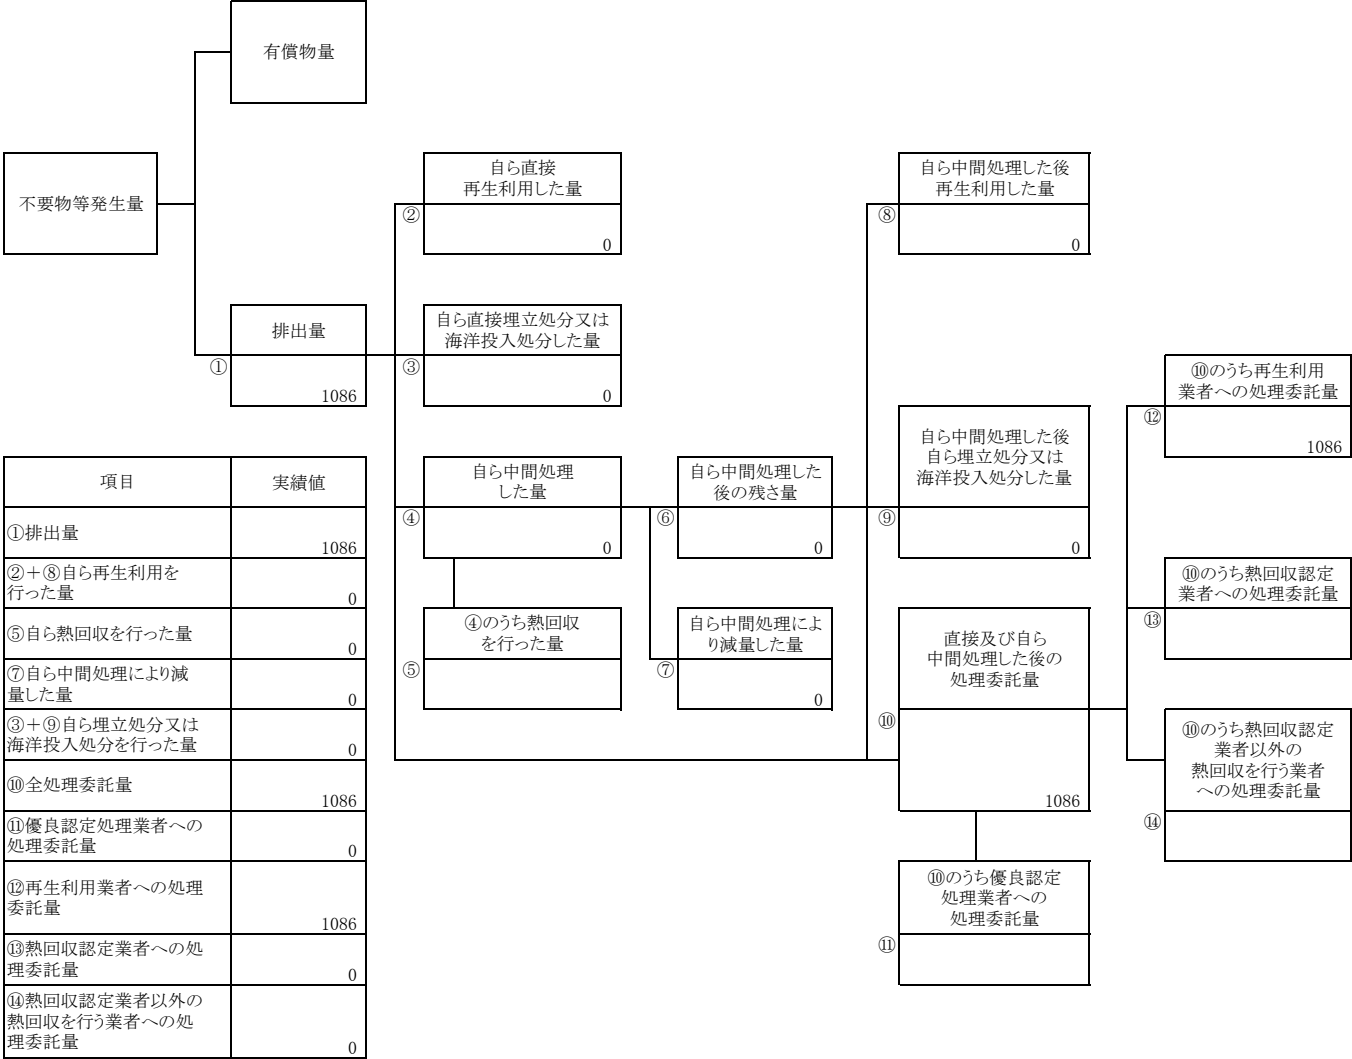 有償物量
不要物等発生量
自ら直接
再生利用した量
②
0
自ら中間処理した後
再生利用した量
⑧
0
排出量
①
1086
自ら直接埋立処分又は
海洋投入処分した量
③
0
⑩のうち再生利用
業者への処理委託量
⑫
1086
自ら中間処理
した量
④
0
自ら中間処理した
後の残さ量
⑥
0
自ら中間処理した後
自ら埋立処分又は
海洋投入処分した量
⑨
0
⑩のうち熱回収認定
業者への処理委託量
⑬
④のうち熱回収
を行った量
⑤
自ら中間処理によ
り減量した量
⑦
0
直接及び自ら
中間処理した後の
処理委託量
⑩
1086
⑩のうち熱回収認定
業者以外の
熱回収を行う業者
への処理委託量
⑭
⑩のうち優良認定
処理業者への
処理委託量
⑪
項目
実績値
①排出量
1086
②+⑧自ら再生利用を
行った量
0
⑤自ら熱回収を行った量
0
⑦自ら中間処理により減
量した量
0
③+⑨自ら埋立処分又は
海洋投入処分を行った量
0
⑩全処理委託量
1086
⑪優良認定処理業者への
処理委託量
0
⑫再生利用業者への処理
委託量
1086
⑬熱回収認定業者への処
理委託量
0
⑭熱回収認定業者以外の
熱回収を行う業者への処
理委託量
0